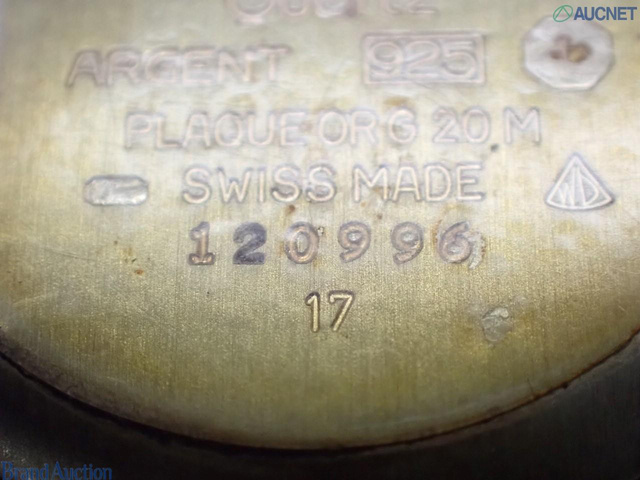 AUCNET
ARGENT 925
PLAQUE OR G 20 M
SWISS MADE
120996
17
Brand Auction